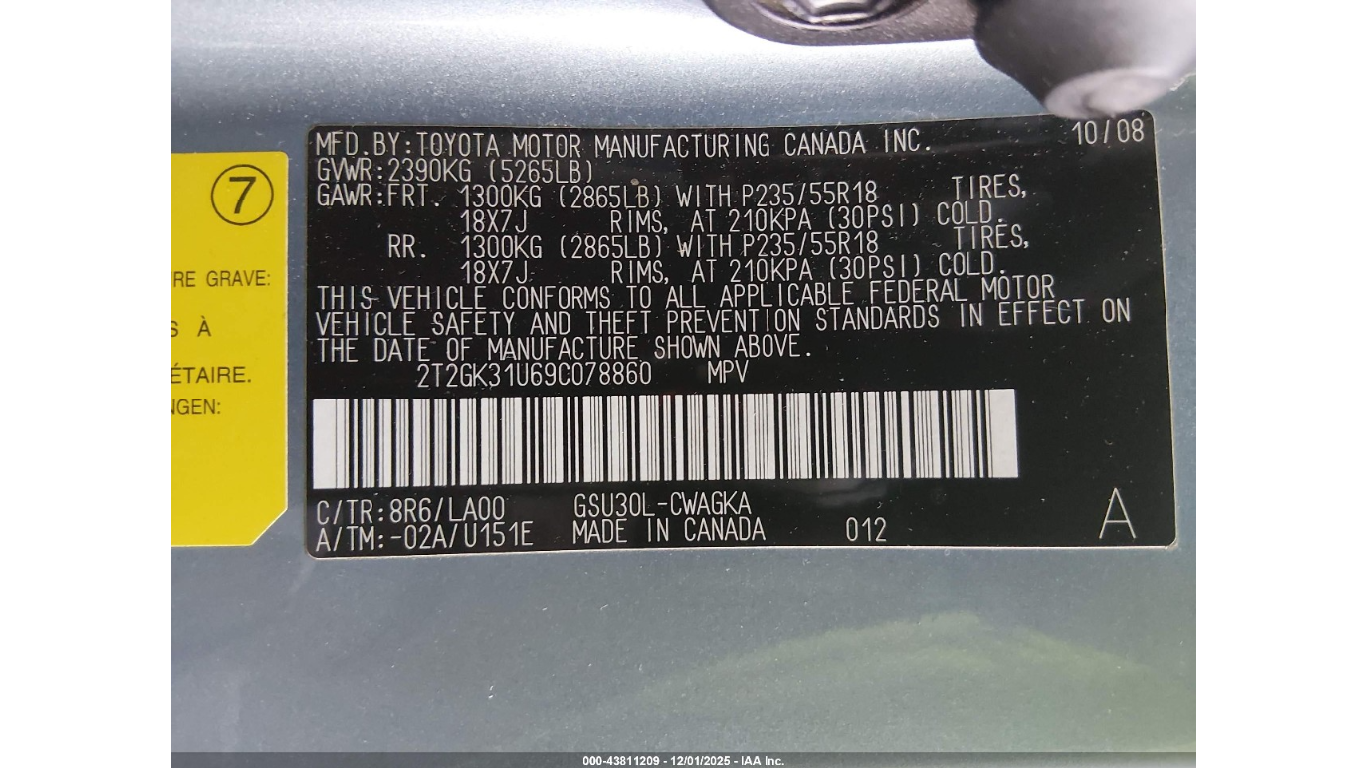 MFD.BY:TOYOTA MOTOR MANUFACTURING CANADA INC. 10/08
GVWR:2390KG (5265LB)
GAWR:FRT. 1300KG (2865LB) WITH P235/55R18 TIRES,
18X7J RIMS, AT 210KPA (30PSI) COLD.
RR. 1300KG (2865LB) WITH P235/55R18 TIRES,
18X7J RIMS, AT 210KPA (30PSI) COLD.
THIS VEHICLE CONFORMS TO ALL APPLICABLE FEDERAL MOTOR
VEHICLE SAFETY AND THEFT PREVENTION STANDARDS IN EFFECT ON
THE DATE OF MANUFACTURE SHOWN ABOVE.
2T2GK31U69C078860 MPV
C/TR:8R6/LA00 GSU30L-CWAGKA
A/TM:-02A/U151E MADE IN CANADA 012 A
7
RE GRAVE:
S À
ÉTAIRE.
NGEN:
000-43811209 - 12/01/2025 - IAA Inc.